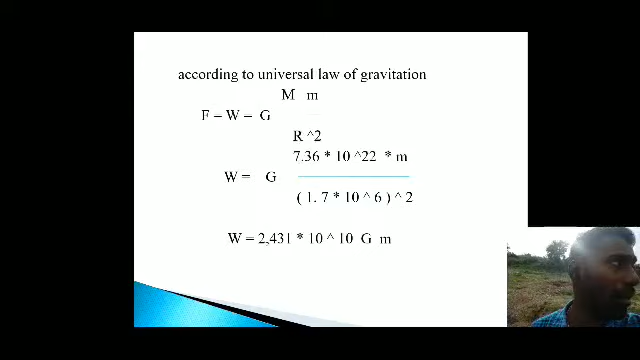 according to universal law of gravitation
M m
F = W = G
R ^2
7.36 * 10 ^22 * m
W = G
( 1. 7 * 10 ^ 6 ) ^ 2
W = 2,431 * 10 ^ 10 G m